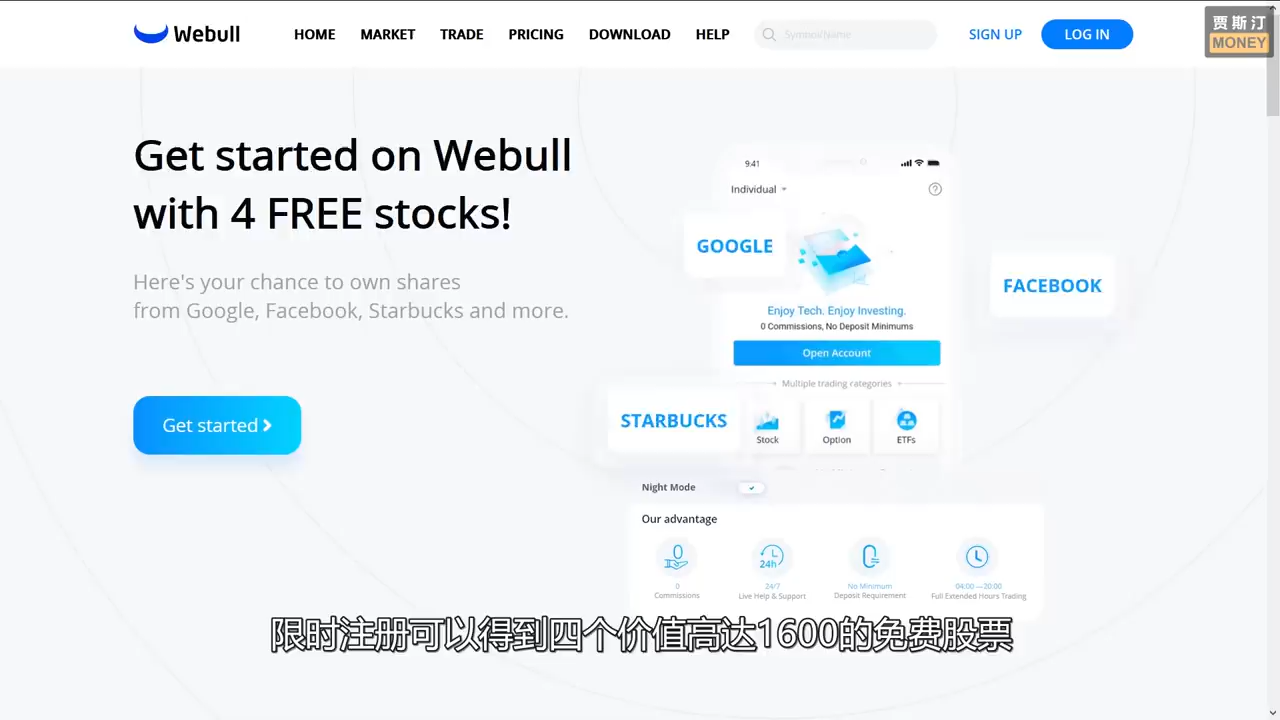 Webull
HOME
MARKET
TRADE
PRICING
DOWNLOAD
HELP
Symbol/Name
SIGN UP
LOG IN
贾斯汀
MONEY
Get started on Webull
with 4 FREE stocks!
Here's your chance to own shares
from Google, Facebook, Starbucks and more.
Get started
9:41
Individual
GOOGLE
FACEBOOK
Enjoy Tech. Enjoy Investing.
0 Commissions, No Deposit Minimums
Open Account
Multiple trading categories
STARBUCKS
Stock
Option
ETFs
Night Mode
Our advantage
0
24h
0
Commissions
24/7
Live Help & Support
No Minimum
Deposit Requirement
04:00 —20:00
Full Extended Hours Trading
限时注册可以得到四个价值高达1600的免费股票